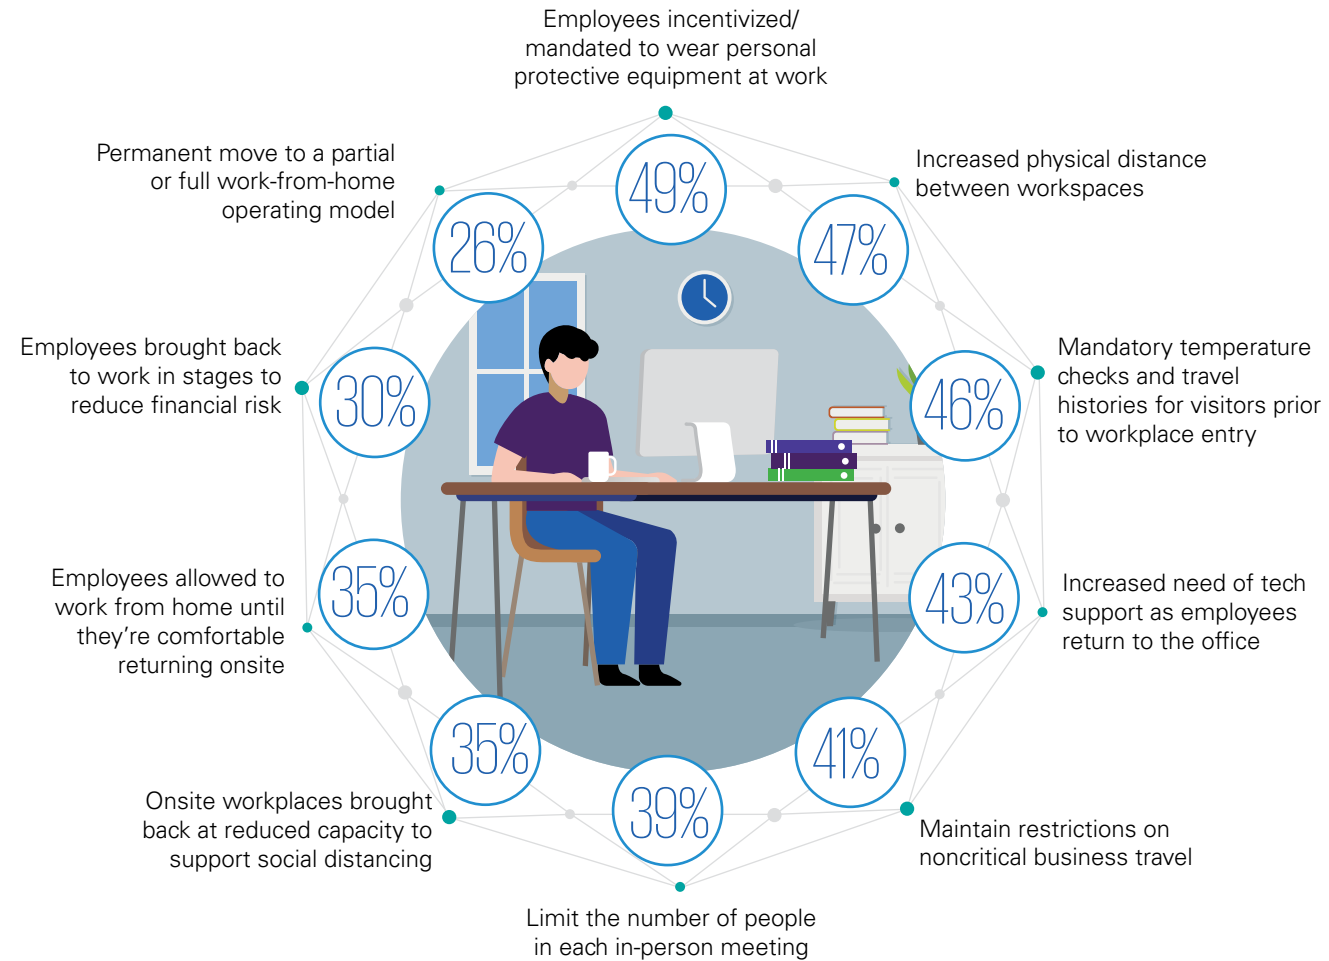 Employees incentivized/
mandated to wear personal
protective equipment at work
49%
Increased physical distance
between workspaces
47%
Mandatory temperature
checks and travel
histories for visitors prior
to workplace entry
46%
Increased need of tech
support as employees
return to the office
43%
Maintain restrictions on
noncritical business travel
41%
Limit the number of people
in each in-person meeting
39%
Onsite workplaces brought
back at reduced capacity to
support social distancing
35%
Employees allowed to
work from home until
they’re comfortable
returning onsite
35%
Employees brought back
to work in stages to
reduce financial risk
30%
Permanent move to a partial
or full work-from-home
operating model
26%